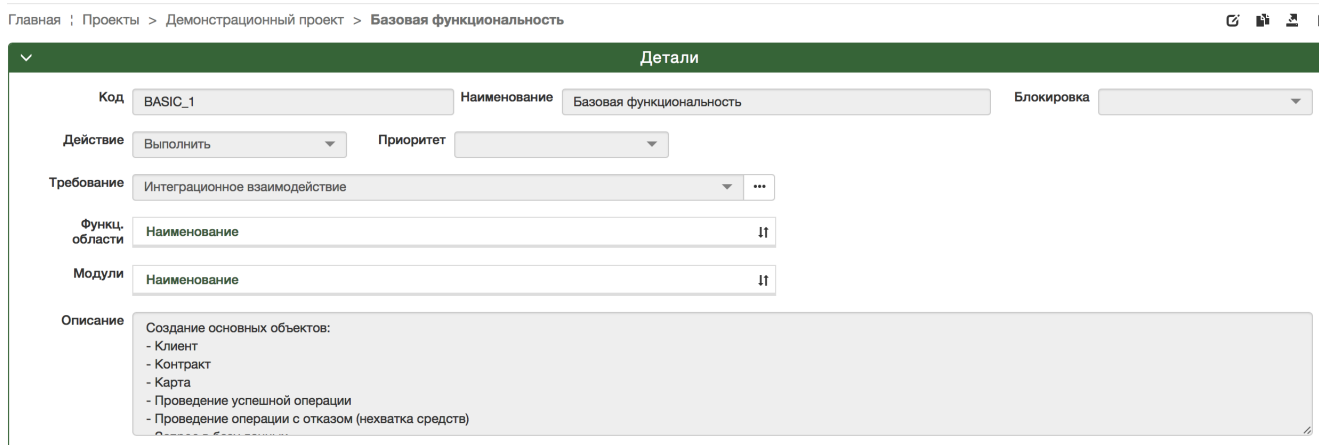 Главная ¦ Проекты > Демонстрационный проект > Базовая функциональность
Детали
Код BASIC_1 Наименование Базовая функциональность Блокировка
Действие Выполнить Приоритет
Требование Интеграционное взаимодействие •••
Функц.
области Наименование
Модули Наименование
Описание Создание основных объектов:
- Клиент
- Контракт
- Карта
- Проведение успешной операции
- Проведение операции с отказом (нехватка средств)